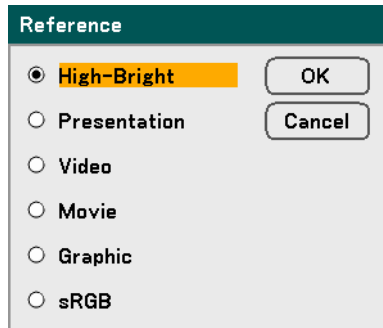 Reference
High-Bright OK
Presentation Cancel
Video
Movie
Graphic
sRGB